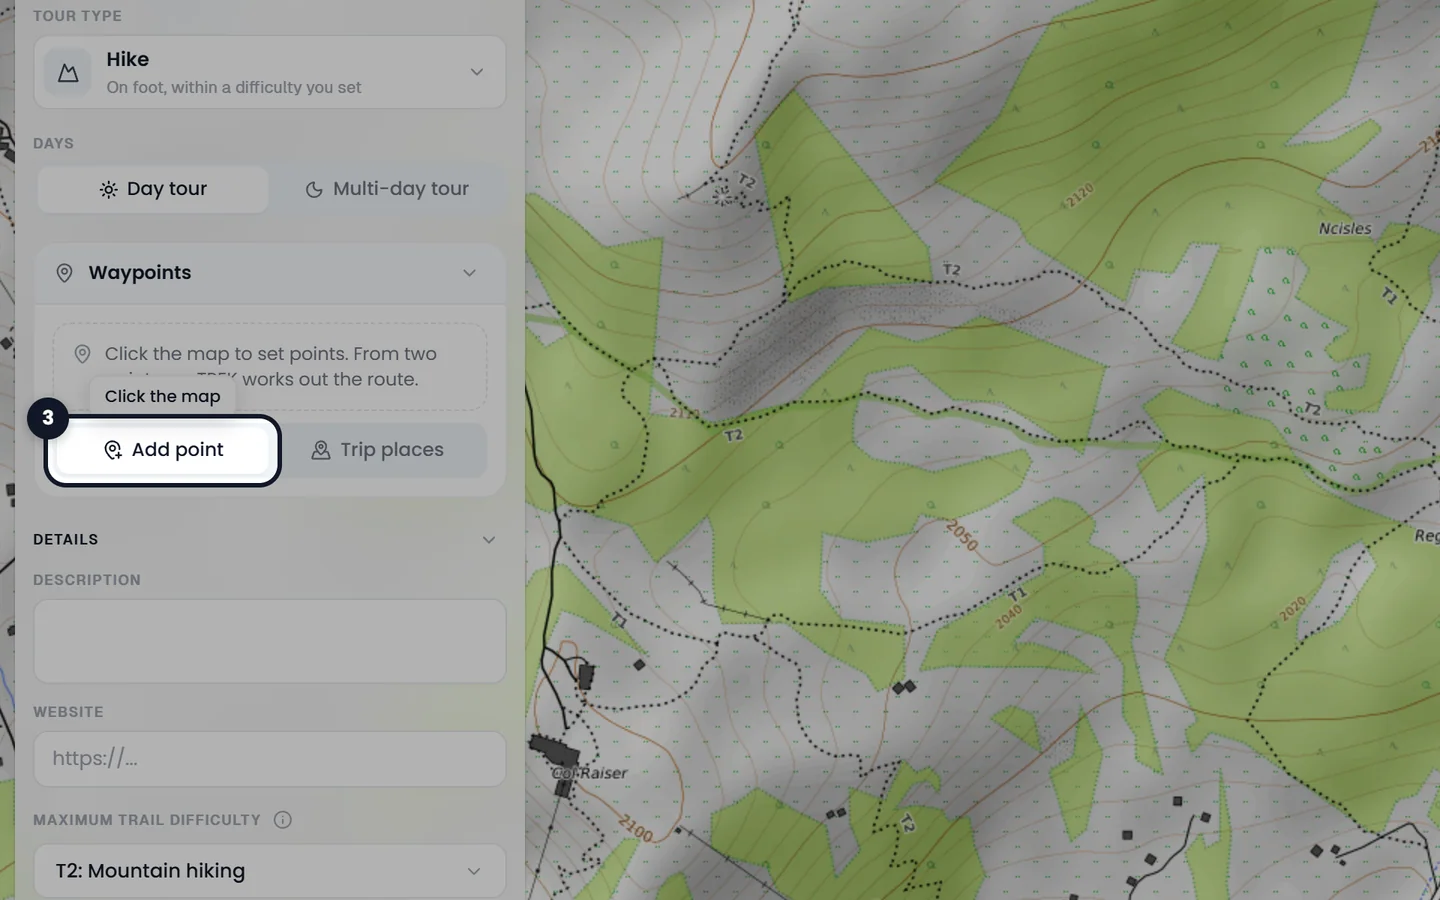 TOUR TYPE
Hike
On foot, within a difficulty you set
DAYS
Day tour
Multi-day tour
Waypoints
Click the map to set points. From two
works out the route.
Click the map
3
Add point
Trip places
DETAILS
DESCRIPTION
WEBSITE
https://...
MAXIMUM TRAIL DIFFICULTY
T2: Mountain hiking
T2
2120
Ncisles
T2
T1
T2
T2
2050
Reg
T1
2040
2020
T1
Col Raiser
2100
T2